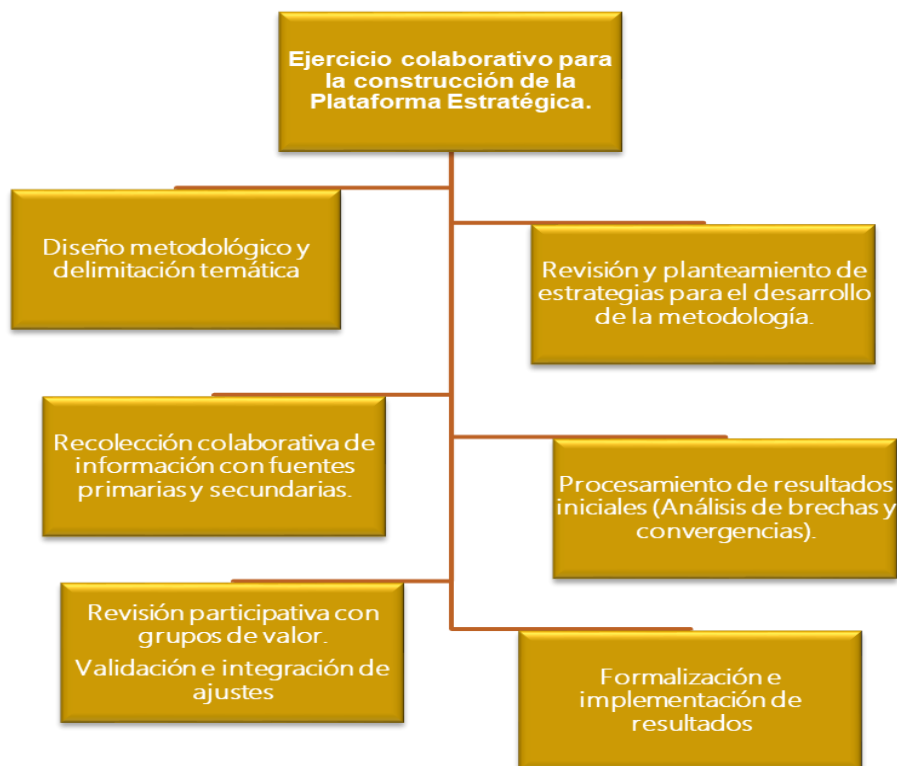 Ejercicio colaborativo para
la construcción de la
Plataforma Estratégica.
Diseño metodológico y
delimitación temática
Revisión y planteamiento de
estrategias para el desarrollo
de la metodología.
Recolección colaborativa de
información con fuentes
primarias y secundarias.
Procesamiento de resultados
iniciales (Análisis de brechas y
convergencias).
Revisión participativa con
grupos de valor.
Validación e integración de
ajustes
Formalización e
implementación de
resultados